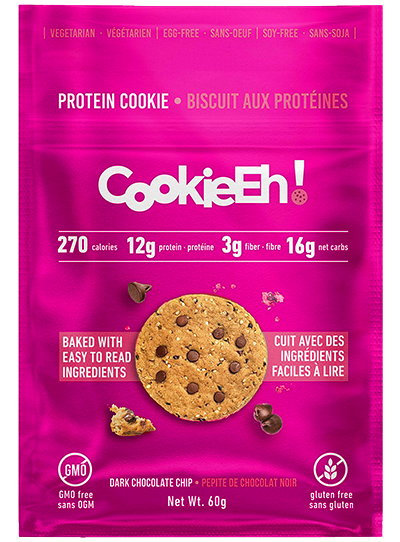 | VEGETARIAN · VÉGÉTARIEN | EGG-FREE · SANS-OEUF | SOY-FREE · SANS-SOJA |
PROTEIN COOKIE • BISCUIT AUX PROTÉINES
CookieEh!
270 calories 12g protein · protéine 3g fiber · fibre 16g net carbs
BAKED WITH
EASY TO READ
INGREDIENTS
CUIT AVEC DES
INGRÉDIENTS
FACILES À LIRE
GMO
GMO free
sans OGM
DARK CHOCOLATE CHIP • PEPITE DE CHOCOLAT NOIR
Net Wt. 60g
gluten free
sans gluten